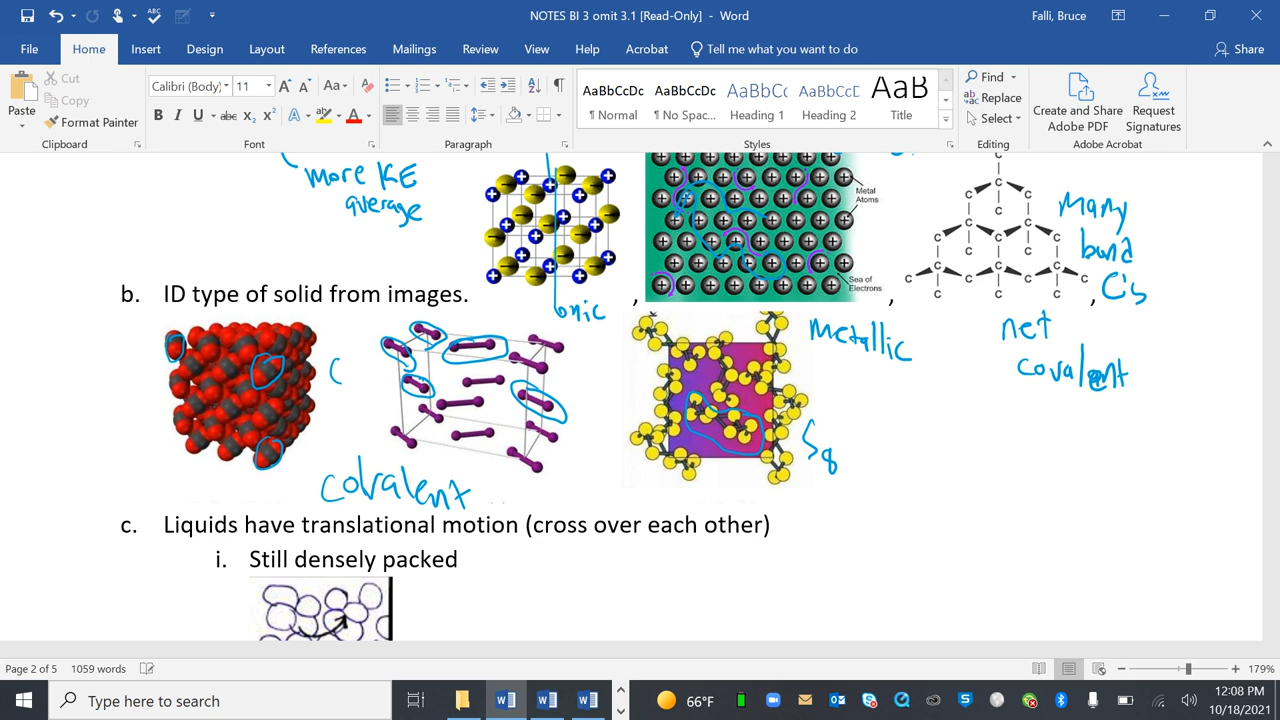 NOTES BI 3 omit 3.1 [Read-Only] - Word
Falli, Bruce
File Home Insert Design Layout References Mailings Review View Help Acrobat Tell me what you want to do Share
Paste
Cut
Copy
Format Painter
Clipboard
Calibri (Body) 11
Aa
B I U abc X₂ X²
Font
Paragraph
AaBbCcDc AaBbCcDc AaBbCc AaBbCcD AaB
¶ Normal ¶ No Spac... Heading 1 Heading 2 Title
Styles
Find
Replace
Select
Editing
Create and Share Adobe PDF
Request Signatures
Adobe Acrobat
more KE
average
Metal Atoms
Sea of Electrons
many
bond
C's
b. ID type of solid from images. , , ,
ionic
metallic
net
covalent
S8
covalent
c. Liquids have translational motion (cross over each other)
i. Still densely packed
Page 2 of 5 1059 words 179%
Type here to search
66°F
12:08 PM
10/18/2021